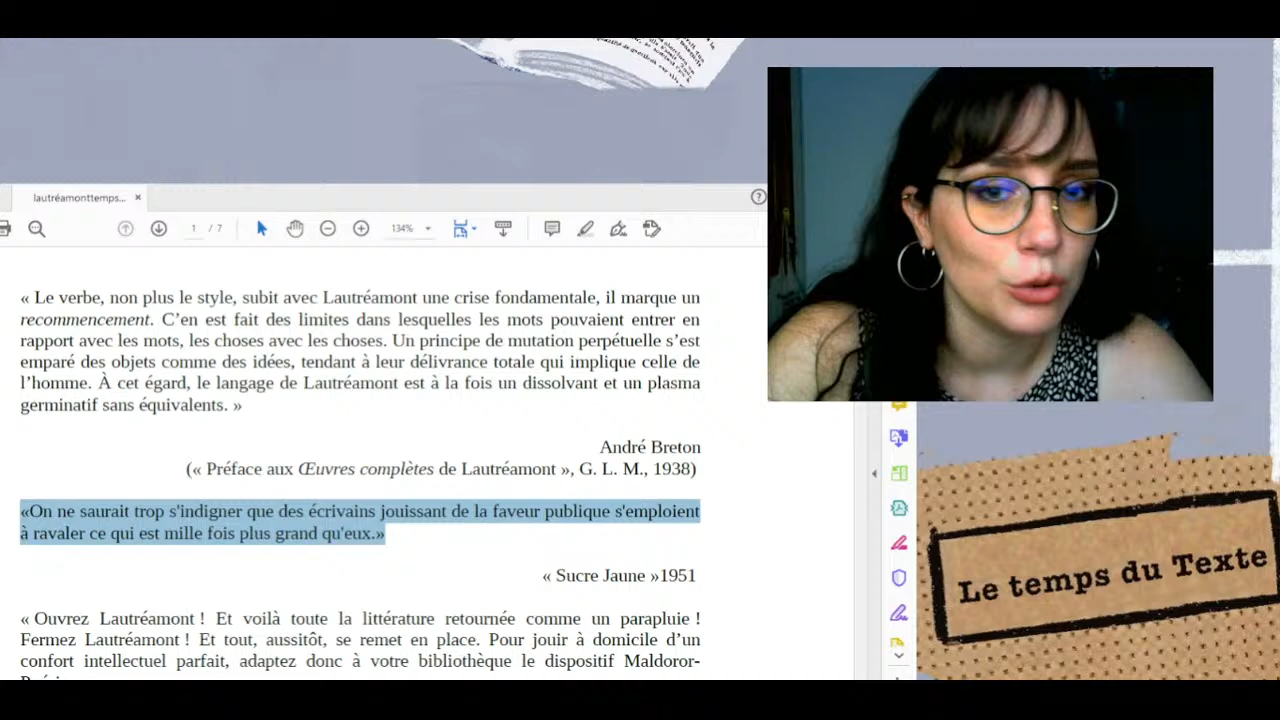 lautréamonttemps...
1 / 7
134%
« Le verbe, non plus le style, subit avec Lautréamont une crise fondamentale, il marque un
recommencement. C’en est fait des limites dans lesquelles les mots pouvaient entrer en
rapport avec les mots, les choses avec les choses. Un principe de mutation perpétuelle s’est
emparé des objets comme des idées, tendant à leur délivrance totale qui implique celle de
l’homme. À cet égard, le langage de Lautréamont est à la fois un dissolvant et un plasma
germinatif sans équivalents. »
André Breton
(« Préface aux Œuvres complètes de Lautréamont », G. L. M., 1938)
«On ne saurait trop s'indigner que des écrivains jouissant de la faveur publique s'emploient
à ravaler ce qui est mille fois plus grand qu'eux.»
« Sucre Jaune »1951
« Ouvrez Lautréamont ! Et voilà toute la littérature retournée comme un parapluie !
Fermez Lautréamont ! Et tout, aussitôt, se remet en place. Pour jouir à domicile d’un
confort intellectuel parfait, adaptez donc à votre bibliothèque le dispositif Maldoror-
Le temps du Texte